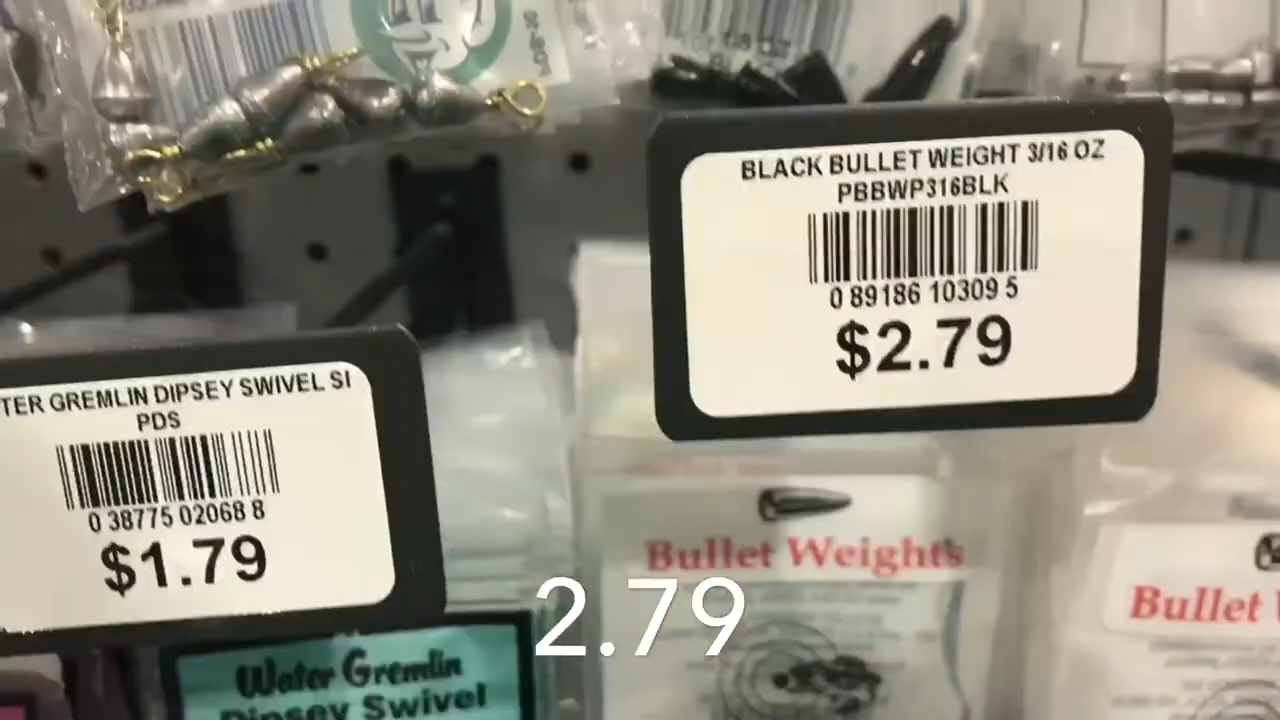 BLACK BULLET WEIGHT 3/16 OZ
PBBWP316BLK
0 89186 10309 5
$2.79
TER GREMLIN DIPSEY SWIVEL SI
PDS
0 38775 02068 8
$1.79
Bullet Weights
Bullet
2.79
Water Gremlin
Dipsey Swivel